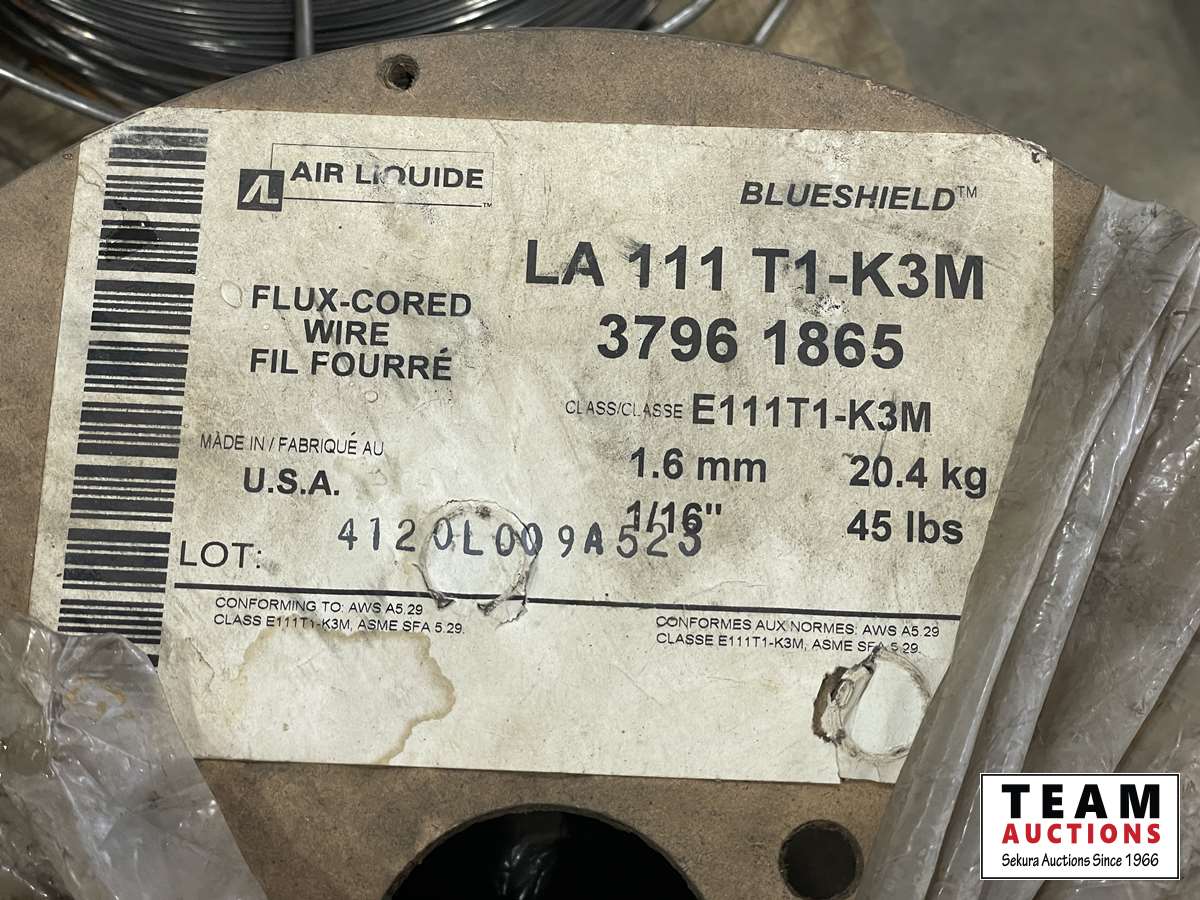 AIR LIQUIDE™
BLUESHIELD™
LA 111 T1-K3M
3796 1865
FLUX-CORED
WIRE
FIL FOURRÉ
CLASS/CLASSE E111T1-K3M
MADE IN / FABRIQUÉ AU
U.S.A.
1.6 mm 20.4 kg
1/16" 45 lbs
LOT: 4120L009A523
CONFORMING TO: AWS A5.29
CLASS E111T1-K3M, ASME SFA 5.29.
CONFORMES AUX NORMES: AWS A5.29
CLASSE E111T1-K3M, ASME SFA 5.29.
TEAM
AUCTIONS
Sekura Auctions Since 1966